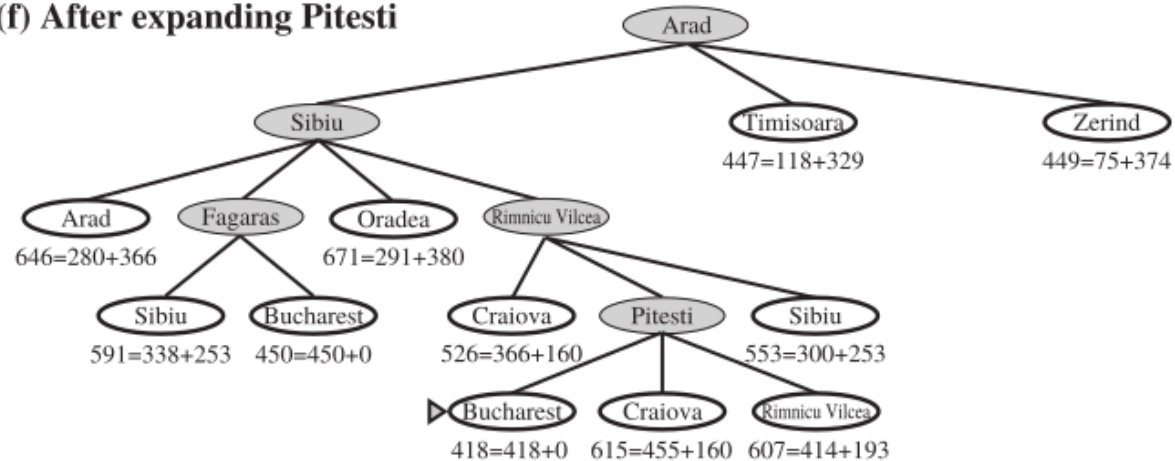 (f) After expanding Pitesti
Arad
Sibiu
Timisoara
Zerind
447=118+329
449=75+374
Arad
Fagaras
Oradea
Rimnicu Vilcea
646=280+366
671=291+380
Sibiu
Bucharest
Craiova
Pitesti
Sibiu
591=338+253
450=450+0
526=366+160
553=300+253
Bucharest
Craiova
Rimnicu Vilcea
418=418+0
615=455+160
607=414+193